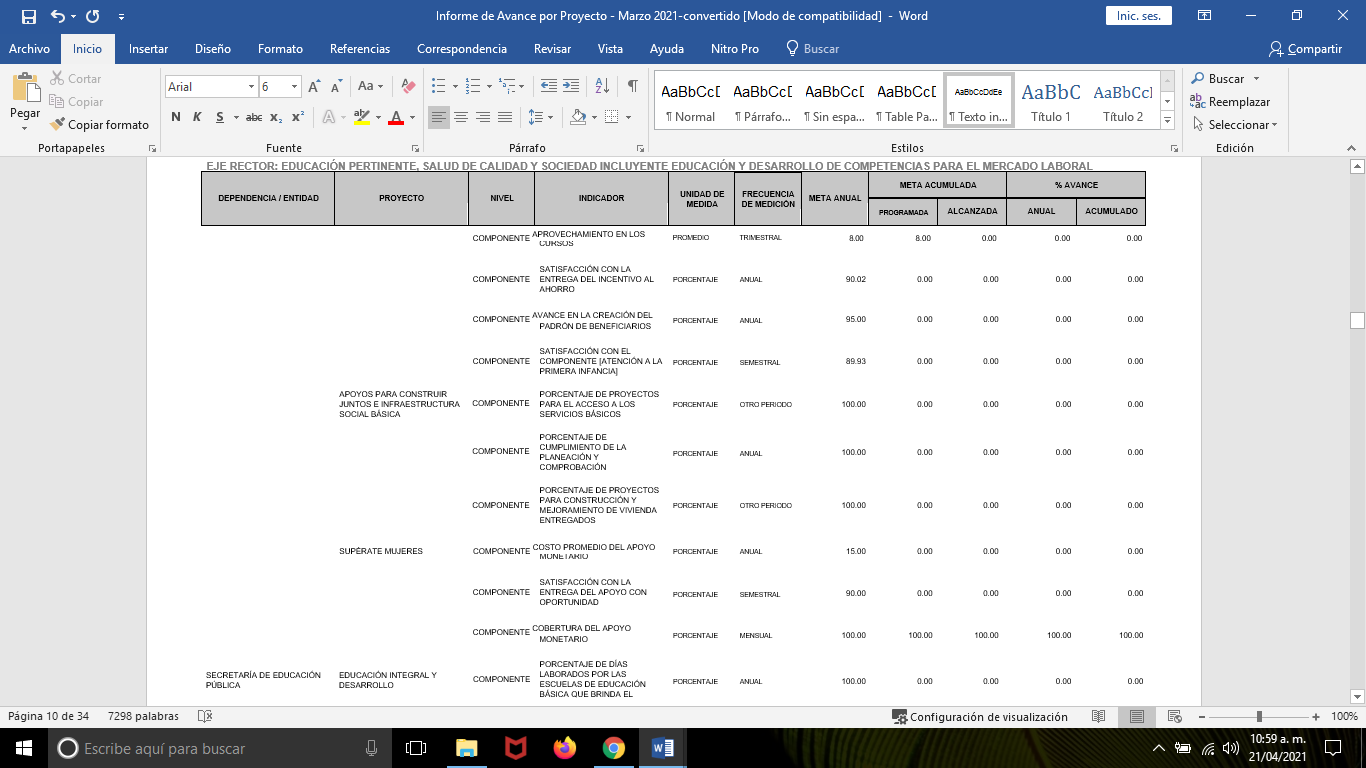 Informe de Avance por Proyecto - Marzo 2021-convertido [Modo de compatibilidad] - Word
Inic. ses.
Archivo Inicio Insertar Diseño Formato Referencias Correspondencia Revisar Vista Ayuda Nitro Pro Buscar Compartir
Pegar
Cortar
Copiar
Copiar formato
Portapapeles
Arial 6 Aa
N K S abc x₂ x² A A
Fuente
Párrafo
AaBbCcD AaBbCcD AaBbCcD AaBbCcD AaBbCcDdEe AaBbC AaBbCcI
¶ Normal ¶ Párrafo... ¶ Sin espa... ¶ Table Pa... ¶ Texto in... Título 1 Título 2
Estilos
Buscar
Reemplazar
Seleccionar
Edición
EJE RECTOR: EDUCACIÓN PERTINENTE, SALUD DE CALIDAD Y SOCIEDAD INCLUYENTE EDUCACIÓN Y DESARROLLO DE COMPETENCIAS PARA EL MERCADO LABORAL
DEPENDENCIA / ENTIDAD PROYECTO NIVEL INDICADOR UNIDAD DE MEDIDA FRECUENCIA DE MEDICIÓN META ANUAL META ACUMULADA % AVANCE
PROGRAMADA ALCANZADA ANUAL ACUMULADO
COMPONENTE APROVECHAMIENTO EN LOS PROMEDIO TRIMESTRAL 8.00 8.00 0.00 0.00 0.00
CURSOS
SATISFACCIÓN CON LA
COMPONENTE ENTREGA DEL INCENTIVO AL PORCENTAJE ANUAL 90.02 0.00 0.00 0.00 0.00
AHORRO
COMPONENTE AVANCE EN LA CREACIÓN DEL PORCENTAJE ANUAL 95.00 0.00 0.00 0.00 0.00
PADRÓN DE BENEFICIARIOS
SATISFACCIÓN CON EL
COMPONENTE COMPONENTE [ATENCIÓN A LA PORCENTAJE SEMESTRAL 89.93 0.00 0.00 0.00 0.00
PRIMERA INFANCIA]
APOYOS PARA CONSTRUIR PORCENTAJE DE PROYECTOS
JUNTOS E INFRAESTRUCTURA COMPONENTE PARA EL ACCESO A LOS PORCENTAJE OTRO PERIODO 100.00 0.00 0.00 0.00 0.00
SOCIAL BÁSICA SERVICIOS BÁSICOS
PORCENTAJE DE
COMPONENTE CUMPLIMIENTO DE LA PORCENTAJE ANUAL 100.00 0.00 0.00 0.00 0.00
PLANEACIÓN Y
COMPROBACIÓN
PORCENTAJE DE PROYECTOS
COMPONENTE PARA CONSTRUCCIÓN Y PORCENTAJE OTRO PERIODO 100.00 0.00 0.00 0.00 0.00
MEJORAMIENTO DE VIVIENDA
ENTREGADOS
SUPÉRATE MUJERES COMPONENTE COSTO PROMEDIO DEL APOYO PORCENTAJE ANUAL 15.00 0.00 0.00 0.00 0.00
MONETARIO
SATISFACCIÓN CON LA
COMPONENTE ENTREGA DEL APOYO CON PORCENTAJE SEMESTRAL 90.00 0.00 0.00 0.00 0.00
OPORTUNIDAD
COMPONENTE COBERTURA DEL APOYO PORCENTAJE MENSUAL 100.00 100.00 100.00 100.00 100.00
MONETARIO
PORCENTAJE DE DÍAS
SECRETARÍA DE EDUCACIÓN EDUCACIÓN INTEGRAL Y COMPONENTE LABORADOS POR LAS PORCENTAJE ANUAL 100.00 0.00 0.00 0.00 0.00
PÚBLICA DESARROLLO ESCUELAS DE EDUCACIÓN
BÁSICA QUE BRINDA EL
Página 10 de 34 7298 palabras Configuración de visualización 100%
Escribe aquí para buscar
10:59 a. m.
21/04/2021